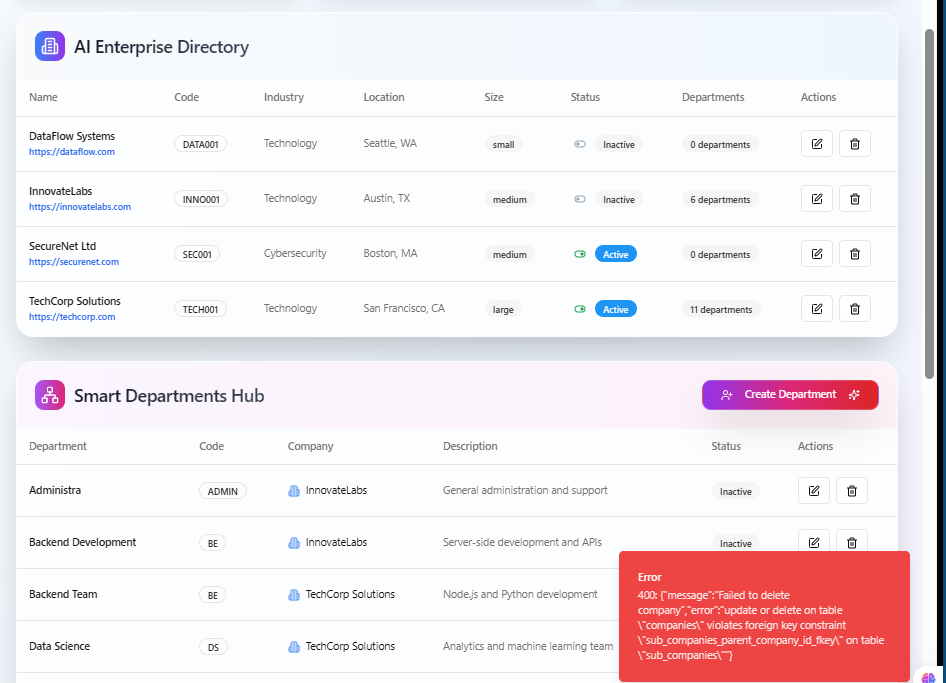 AI Enterprise Directory
Name Code Industry Location Size Status Departments Actions
DataFlow Systems
https://dataflow.com
DATA001 Technology Seattle, WA small Inactive 0 departments
InnovateLabs
https://innovatelabs.com
INNO001 Technology Austin, TX medium Inactive 6 departments
SecureNet Ltd
https://securenet.com
SEC001 Cybersecurity Boston, MA medium Active 0 departments
TechCorp Solutions
https://techcorp.com
TECH001 Technology San Francisco, CA large Active 11 departments
Smart Departments Hub
Create Department
Department Code Company Description Status Actions
Administra ADMIN InnovateLabs General administration and support Inactive
Backend Development BE InnovateLabs Server-side development and APIs Inactive
Backend Team BE TechCorp Solutions Node.js and Python development
Data Science DS TechCorp Solutions Analytics and machine learning team
Error
400: {"message":"Failed to delete
company","error":"update or delete on table
\"companies\" violates foreign key constraint
\"sub_companies_parent_company_id_fkey\" on table
\"sub_companies\""}